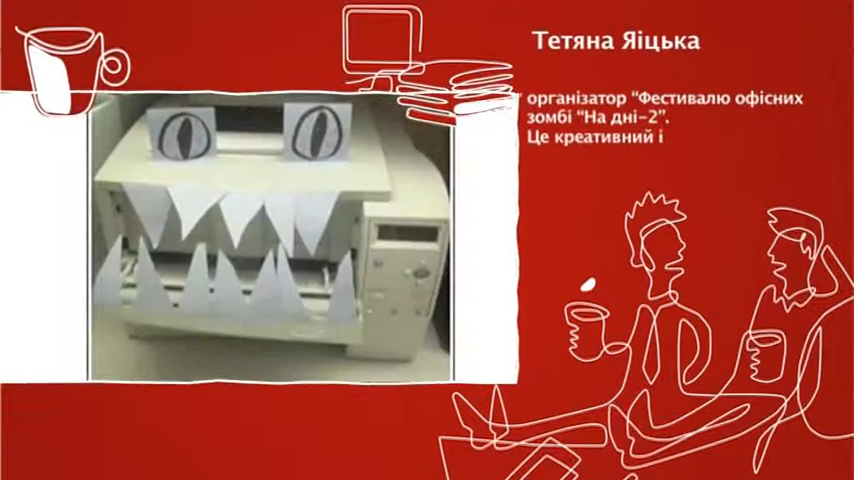 Тетяна Яіцька
організатор “Фестивалю офісних
зомбі “На дні-2”.
Це креативний і